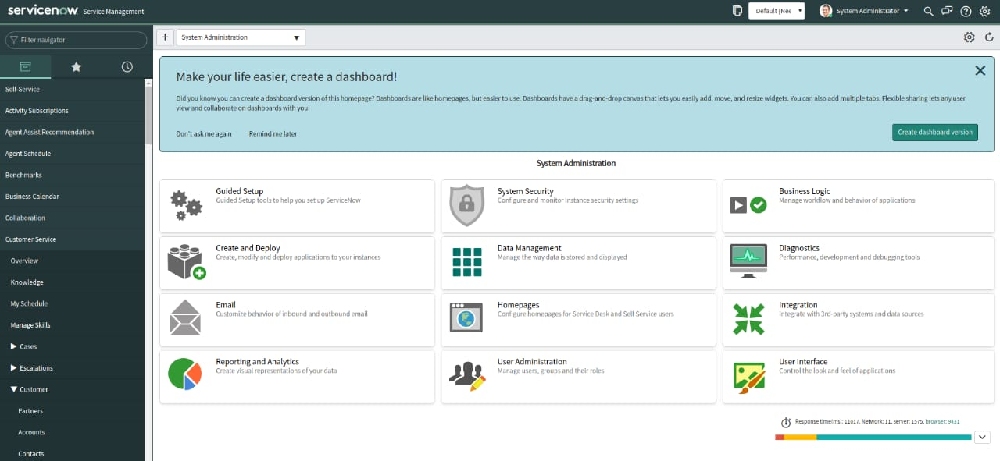 servicenow Service Management
Default [Nee
System Administrator
Filter navigator
System Administration
Self-Service
Activity Subscriptions
Agent Assist Recommendation
Agent Schedule
Benchmarks
Business Calendar
Collaboration
Customer Service
Overview
Knowledge
My Schedule
Manage Skills
Cases
Escalations
Customer
Partners
Accounts
Contacts
Make your life easier, create a dashboard!
Did you know you can create a dashboard version of this homepage? Dashboards are like homepages, but easier to use. Dashboards have a drag-and-drop canvas that lets you easily add, move, and resize widgets. You can also add multiple tabs. Flexible sharing lets any user
view and collaborate on dashboards with you!
Don't ask me again
Remind me later
Create dashboard version
System Administration
Guided Setup
Guided Setup tools to help you set up ServiceNow
System Security
Configure and monitor Instance security settings
Business Logic
Manage workflow and behavior of applications
Create and Deploy
Create, modify and deploy applications to your instances
Data Management
Manage the way data is stored and displayed
Diagnostics
Performance, development and debugging tools
Email
Customize behavior of inbound and outbound email
Homepages
Configure homepages for Service Desk and Self Service users
Integration
Integrate with 3rd-party systems and data sources
Reporting and Analytics
Create visual representations of your data
User Administration
Manage users, groups and their roles
User Interface
Control the look and feel of applications
Response time(ms): 11017, Network: 11, server: 1575, browser: 9431